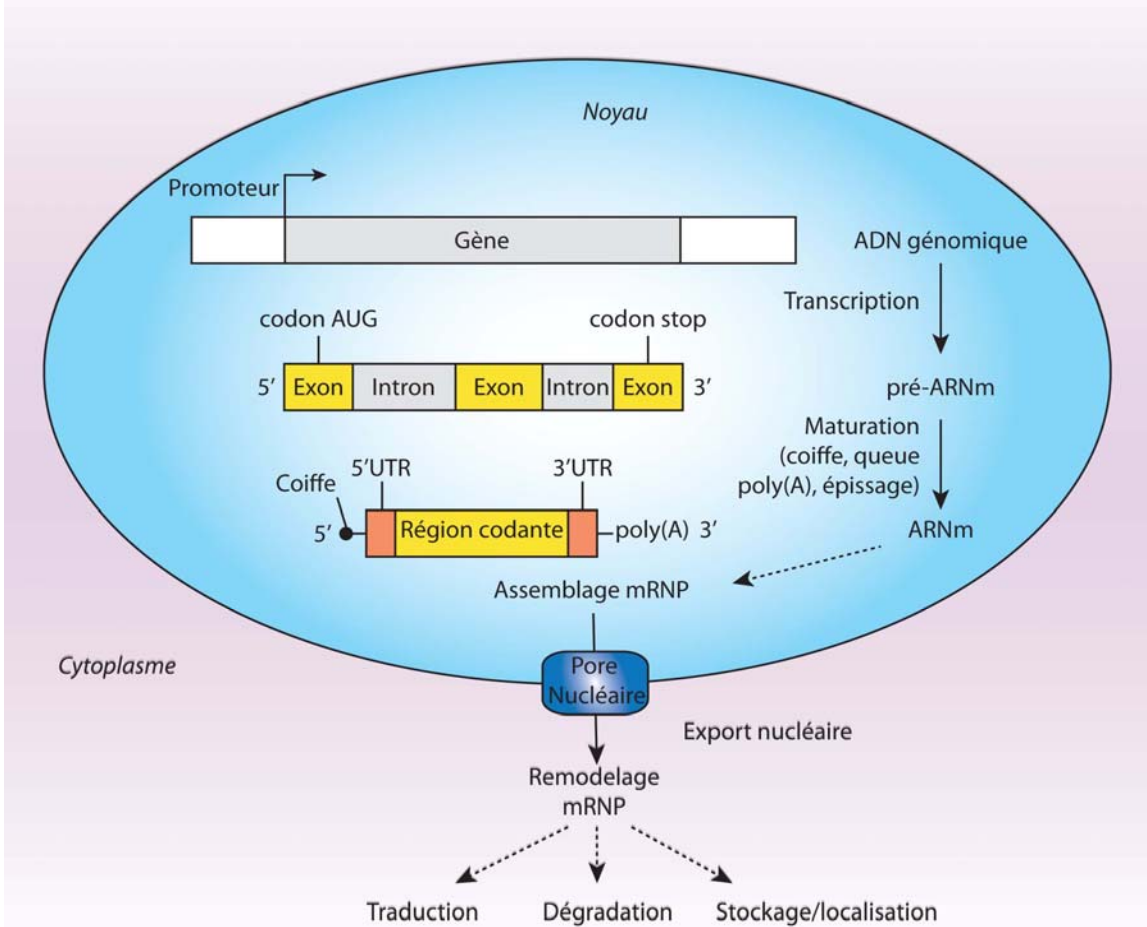 Noyau
Promoteur
Gène
ADN génomique
Transcription
codon AUG
codon stop
5’ Exon Intron Exon Intron Exon 3’
pré-ARNm
Maturation
(coiffe, queue
poly(A), épissage)
5’UTR
3’UTR
Coiffe
5’ Région codante poly(A) 3’
ARNm
Assemblage mRNP
Cytoplasme
Pore
Nucléaire
Export nucléaire
Remodelage
mRNP
Traduction
Dégradation
Stockage/localisation